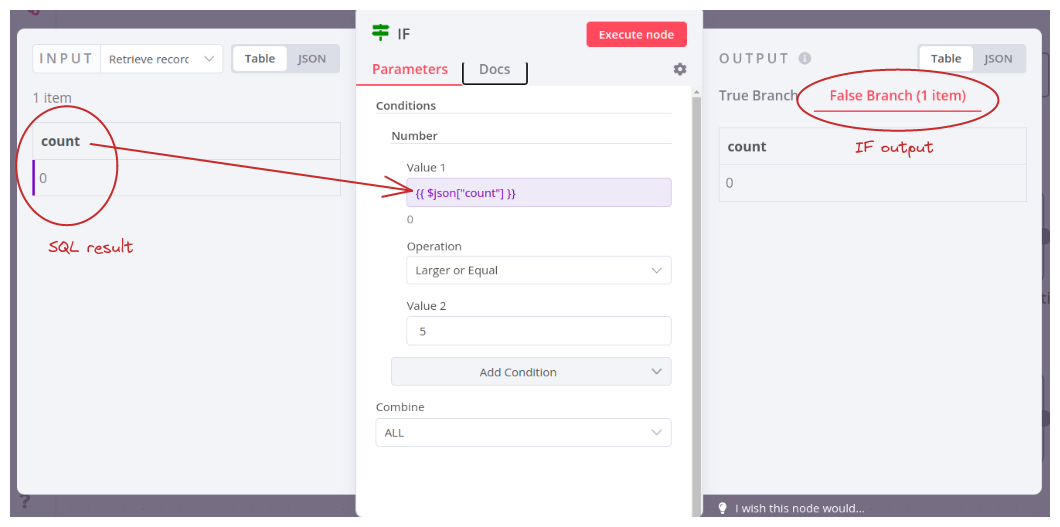 INPUT
Retrieve recorc
Table
JSON
1 item
count
0
SQL result
IF
Execute node
Parameters
Docs
Conditions
Number
Value 1
{{ $json["count"] }}
0
Operation
Larger or Equal
Value 2
5
Add Condition
Combine
ALL
OUTPUT
Table
JSON
True Branch
False Branch (1 item)
count
IF output
0
I wish this node would...